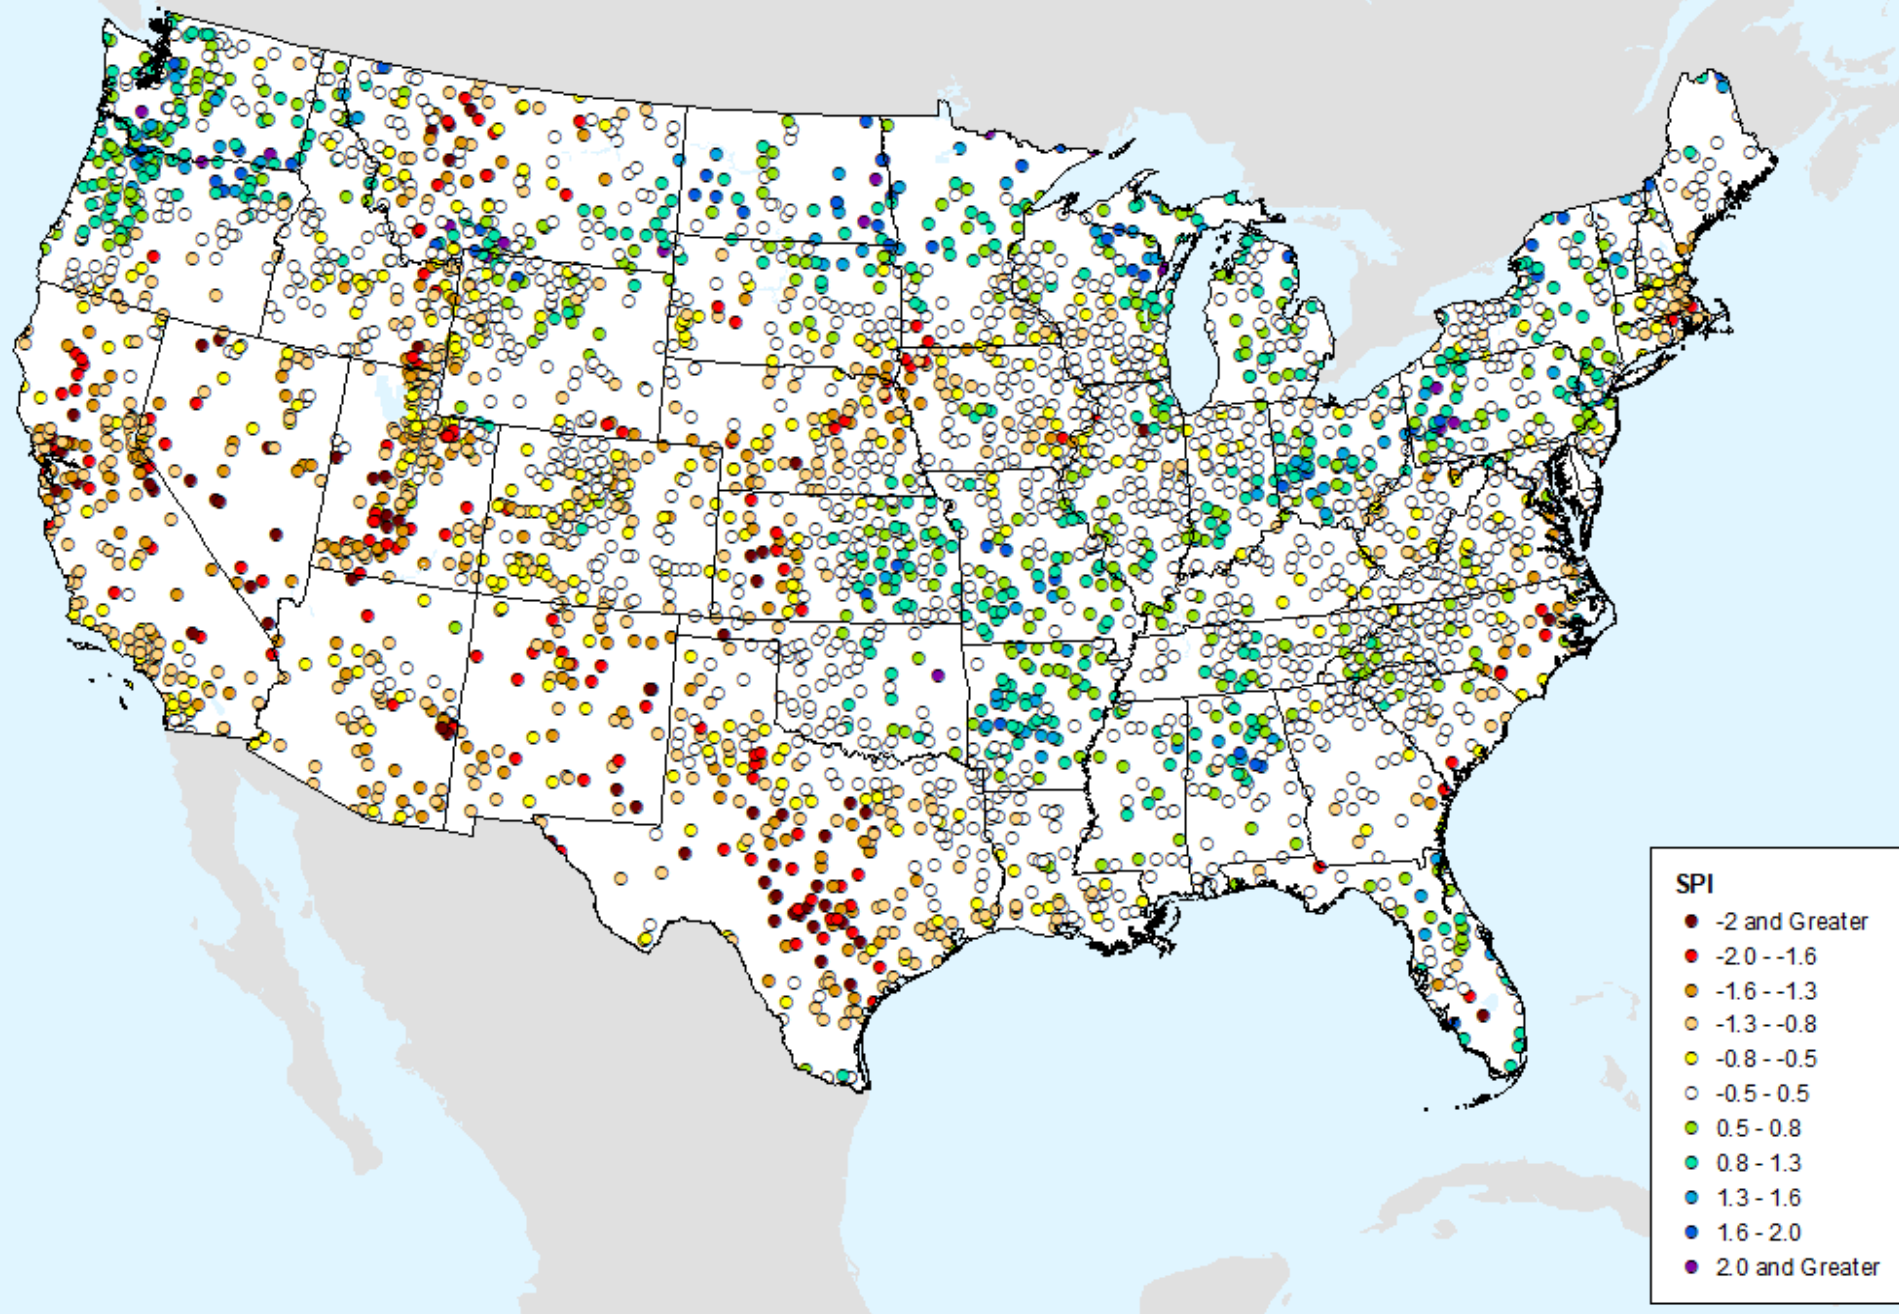 SPI
-2 and Greater
-2.0 - -1.6
-1.6 - -1.3
-1.3 - -0.8
-0.8 - -0.5
-0.5 - 0.5
0.5 - 0.8
0.8 - 1.3
1.3 - 1.6
1.6 - 2.0
2.0 and Greater